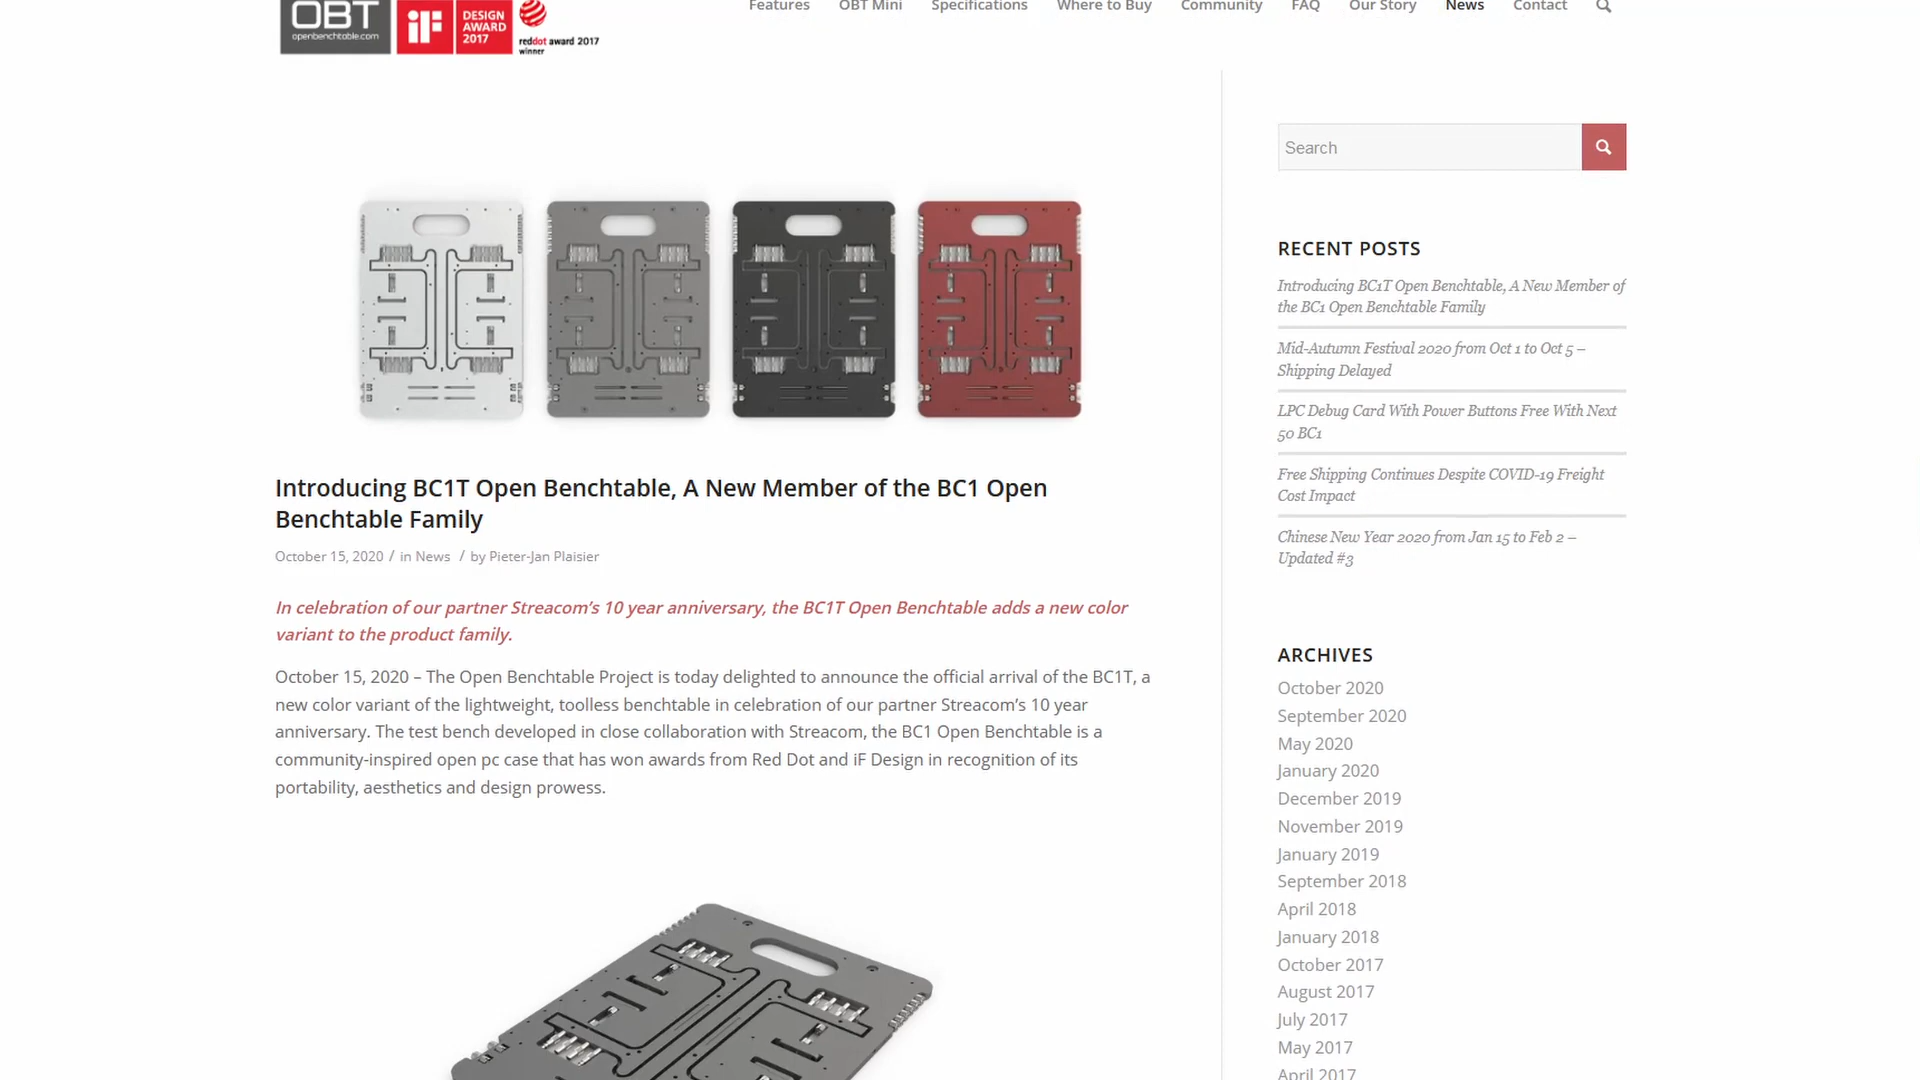 OBT
openbenchtable.com
iF
DESIGN
AWARD
2017
reddot award 2017
winner
Features
OBT Mini
Specifications
Where to Buy
Community
FAQ
Our Story
News
Contact
Introducing BC1T Open Benchtable, A New Member of the BC1 Open
Benchtable Family
October 15, 2020 / in News / by Pieter-Jan Plaisier
In celebration of our partner Streacom’s 10 year anniversary, the BC1T Open Benchtable adds a new color
variant to the product family.
October 15, 2020 – The Open Benchtable Project is today delighted to announce the official arrival of the BC1T, a
new color variant of the lightweight, toolless benchtable in celebration of our partner Streacom’s 10 year
anniversary. The test bench developed in close collaboration with Streacom, the BC1 Open Benchtable is a
community-inspired open pc case that has won awards from Red Dot and iF Design in recognition of its
portability, aesthetics and design prowess.
Search
RECENT POSTS
Introducing BC1T Open Benchtable, A New Member of
the BC1 Open Benchtable Family
Mid-Autumn Festival 2020 from Oct 1 to Oct 5 –
Shipping Delayed
LPC Debug Card With Power Buttons Free With Next
50 BC1
Free Shipping Continues Despite COVID-19 Freight
Cost Impact
Chinese New Year 2020 from Jan 15 to Feb 2 –
Updated #3
ARCHIVES
October 2020
September 2020
May 2020
January 2020
December 2019
November 2019
January 2019
September 2018
April 2018
January 2018
October 2017
August 2017
July 2017
May 2017
April 2017